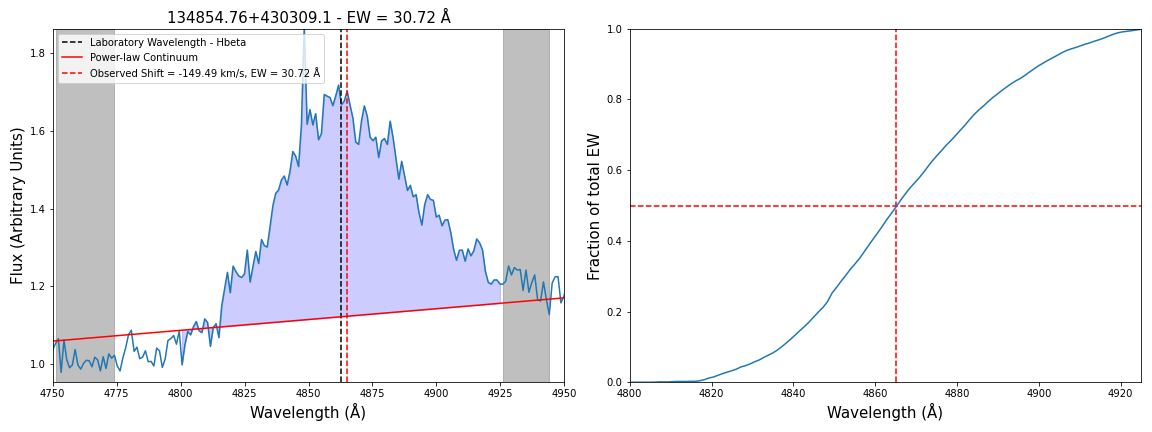 134854.76+430309.1 - EW = 30.72 Å
Laboratory Wavelength - Hbeta
Power-law Continuum
Observed Shift = -149.49 km/s, EW = 30.72 Å
Flux (Arbitrary Units)
1.8
1.6
1.4
1.2
1.0
4750 4775 4800 4825 4850 4875 4900 4925 4950
Wavelength (Å)
Fraction of total EW
1.0
0.8
0.6
0.4
0.2
0.0
4800 4820 4840 4860 4880 4900 4920
Wavelength (Å)